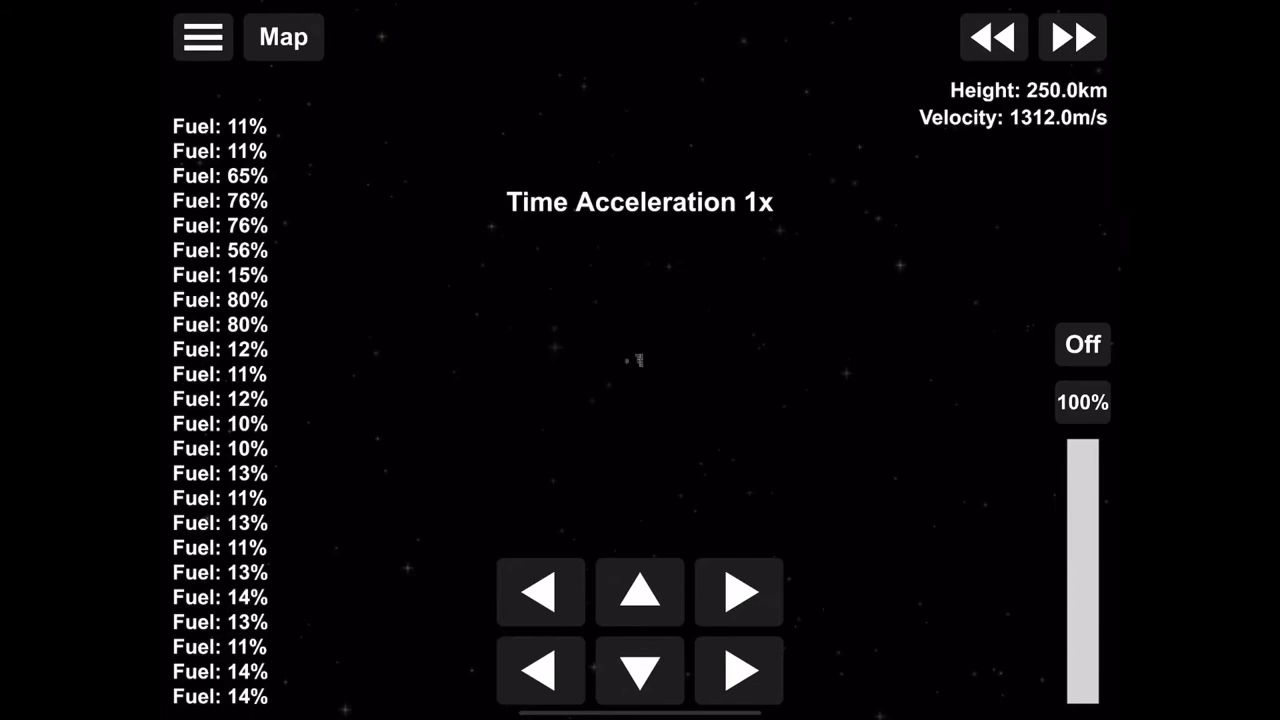 Map
Height: 250.0km
Velocity: 1312.0m/s
Fuel: 11%
Fuel: 11%
Fuel: 65%
Fuel: 76%
Fuel: 76%
Fuel: 56%
Fuel: 15%
Fuel: 80%
Fuel: 80%
Fuel: 12%
Fuel: 11%
Fuel: 12%
Fuel: 10%
Fuel: 10%
Fuel: 13%
Fuel: 11%
Fuel: 13%
Fuel: 11%
Fuel: 13%
Fuel: 14%
Fuel: 13%
Fuel: 11%
Fuel: 14%
Fuel: 14%
Time Acceleration 1x
Off
100%